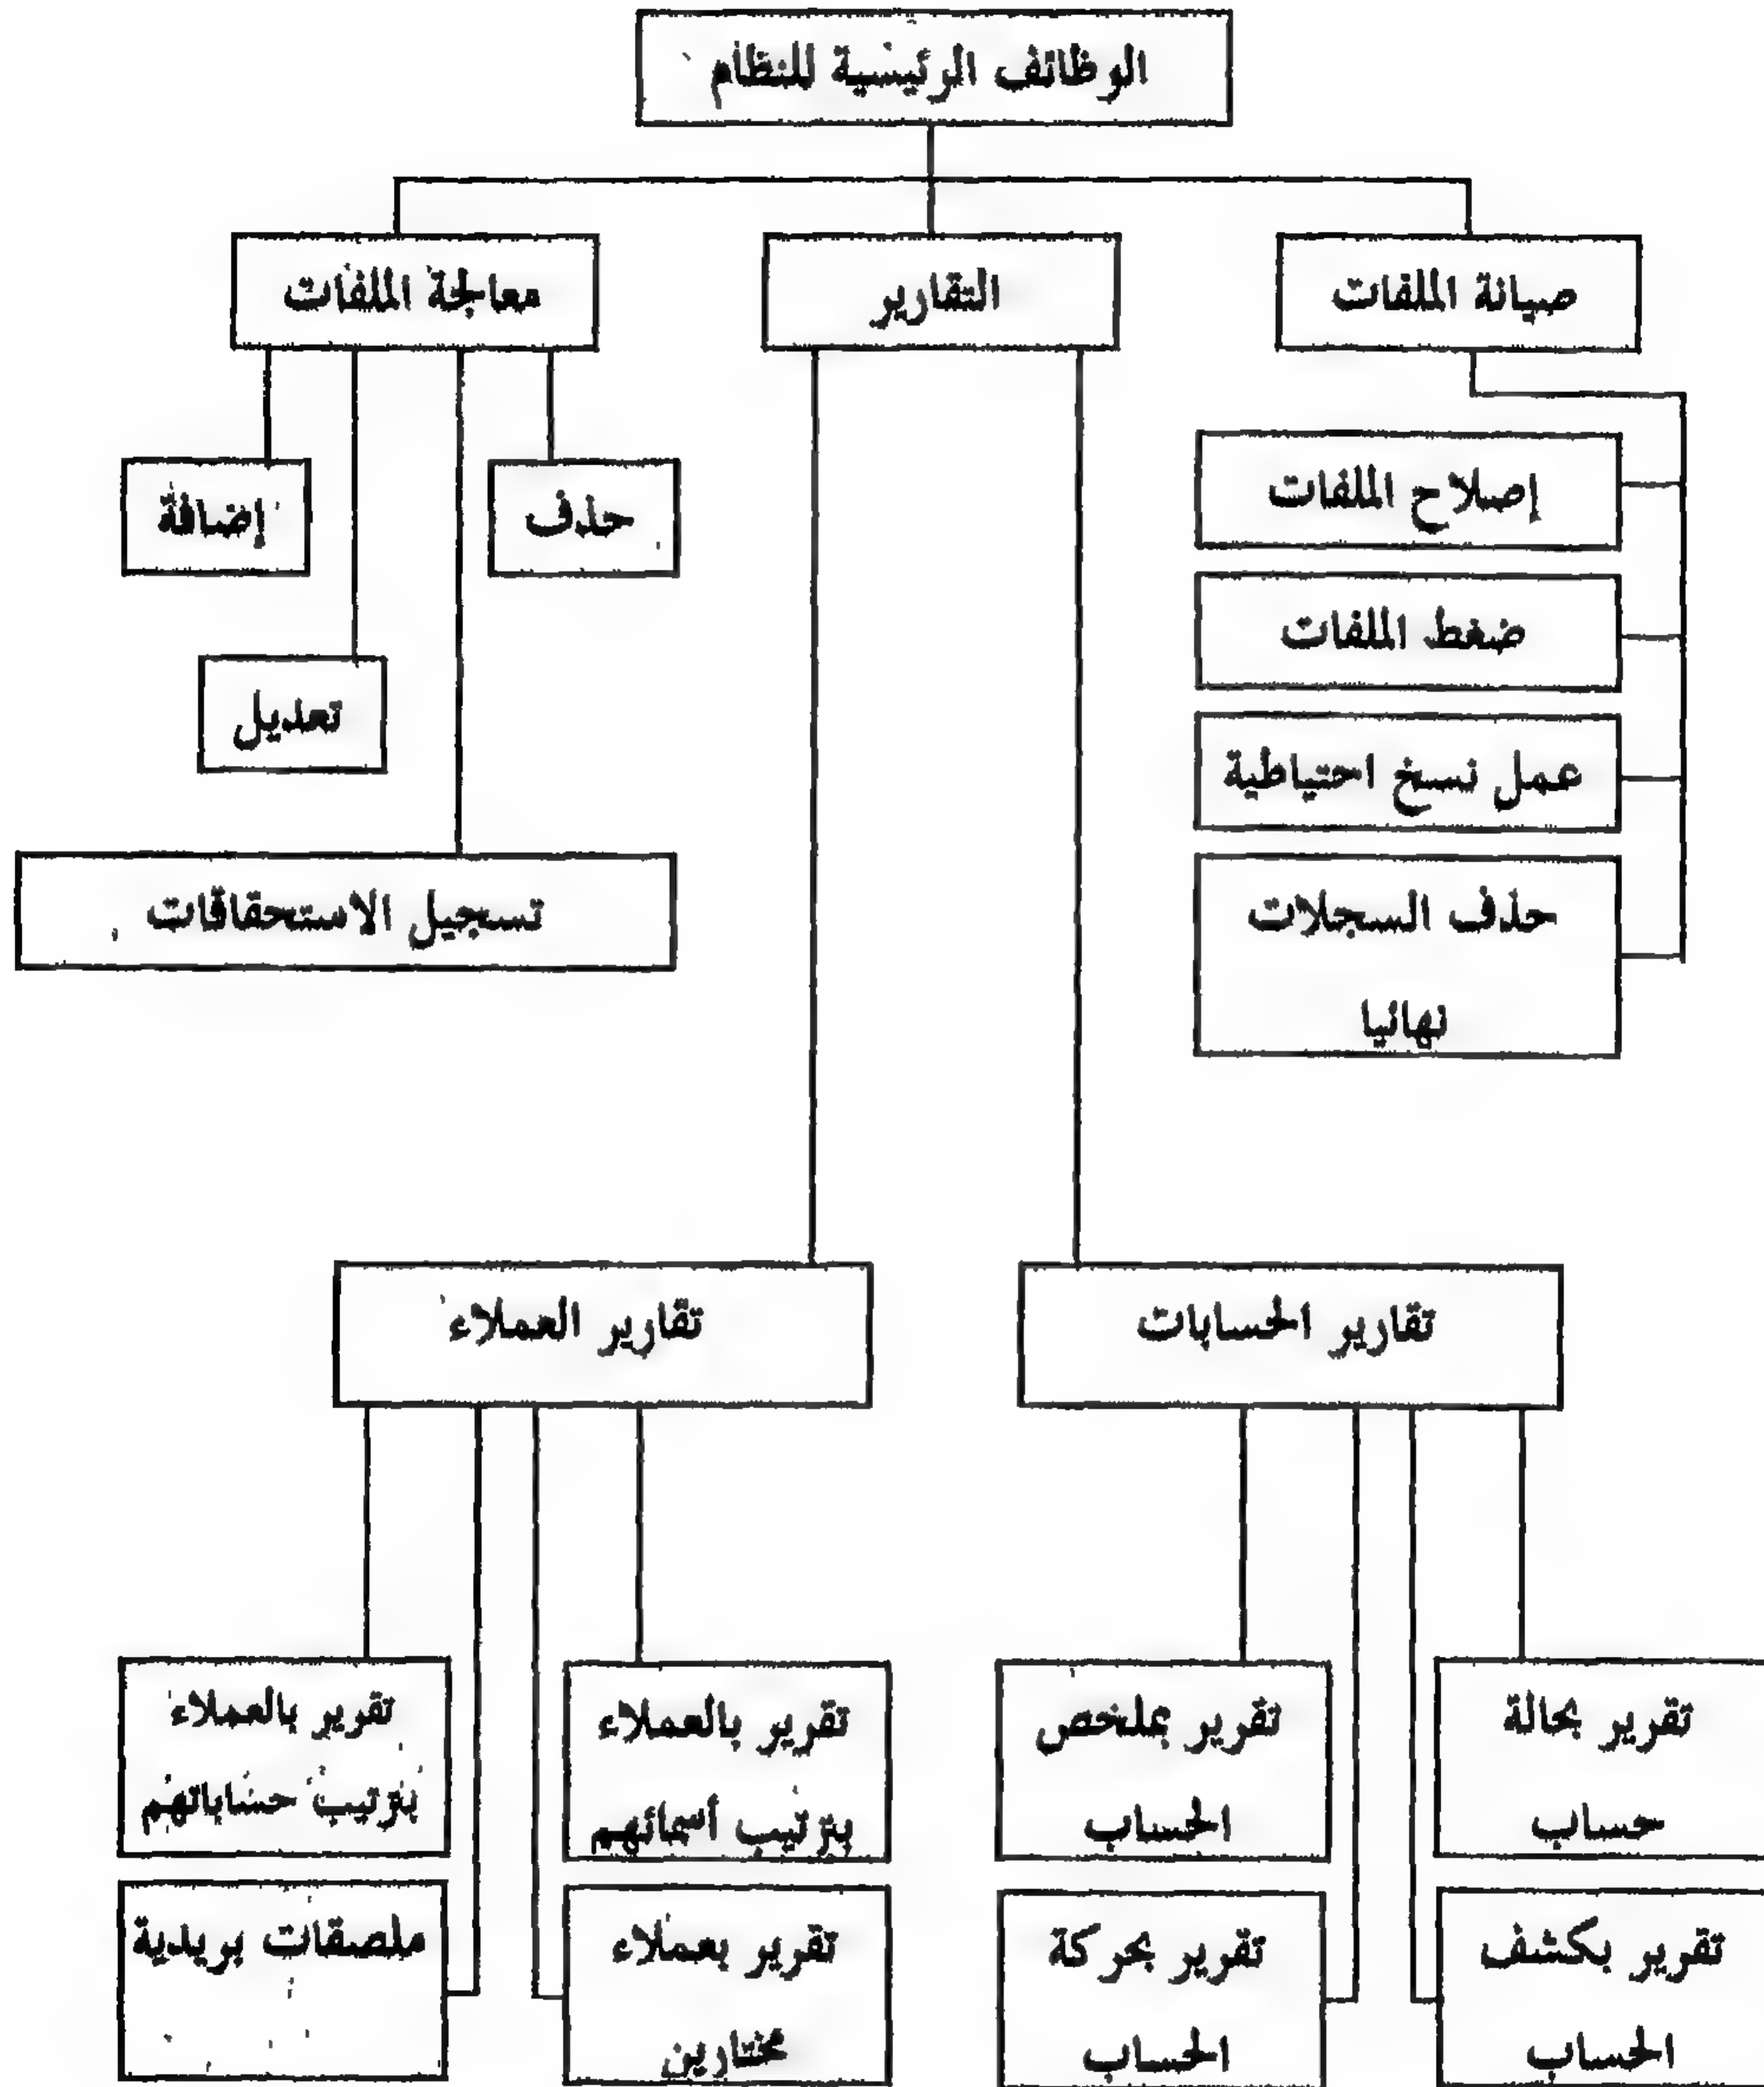 الوظائف الرئيسية للنظام
صيانة الملفات
التقارير
معالجة الملفات
إصلاح الملفات
ضغط الملفات
عمل نسخ احتياطية
حذف السجلات
نهائيا
حذف
إضافة
تعديل
تسجيل الاستحقاقات
تقارير الحسابات
تقارير العملاء
تقرير بحالة
حساب
تقرير بملخص
الحساب
تقرير بكشف
الحساب
تقرير بحركة
الحساب
تقرير بالعملاء
بترتيب أسمائهم
تقرير بالعملاء
بترتيب حساباتهم
تقرير بعملاء
مختارين
ملصقات بريدية